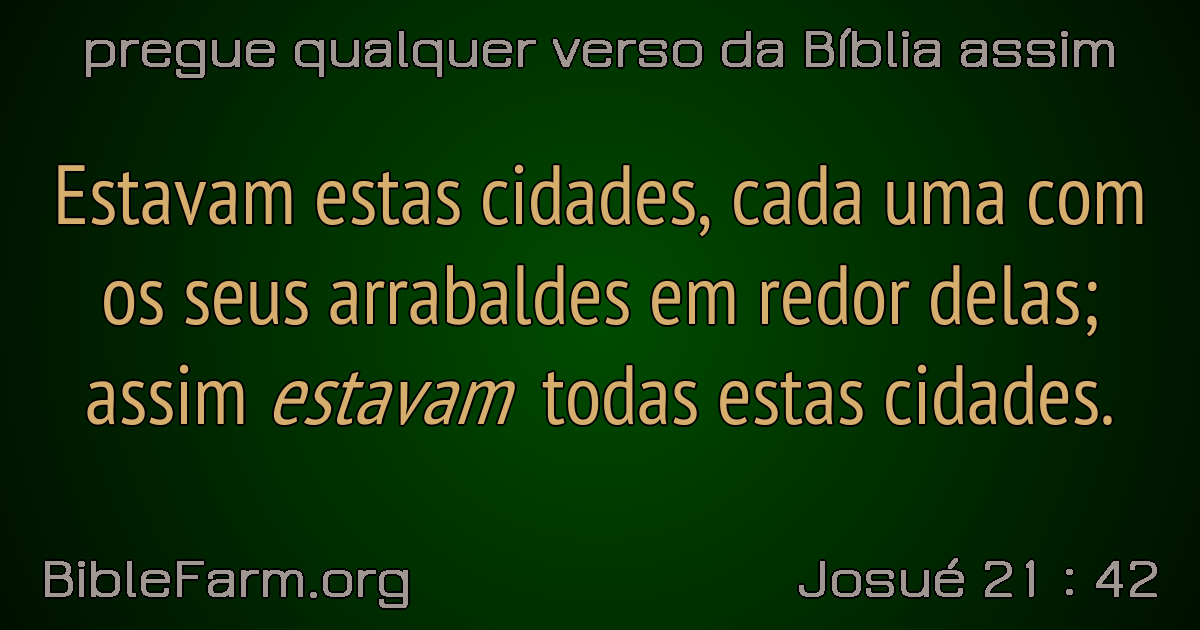 pregue qualquer verso da Bíblia assim
Estavam estas cidades, cada uma com
os seus arrabaldes em redor delas;
assim estavam todas estas cidades.
BibleFarm.org
Josué 21 : 42